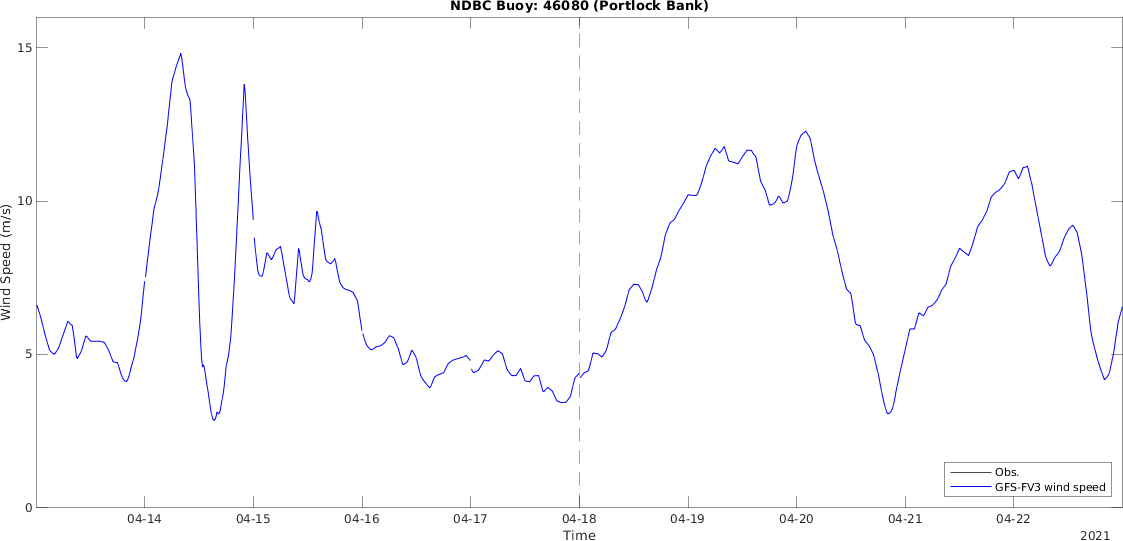 NDBC Buoy: 46080 (Portlock Bank)
15
10
5
0
Wind Speed (m/s)
04-14 04-15 04-16 04-17 04-18 04-19 04-20 04-21 04-22
Time
2021
Obs.
GFS-FV3 wind speed